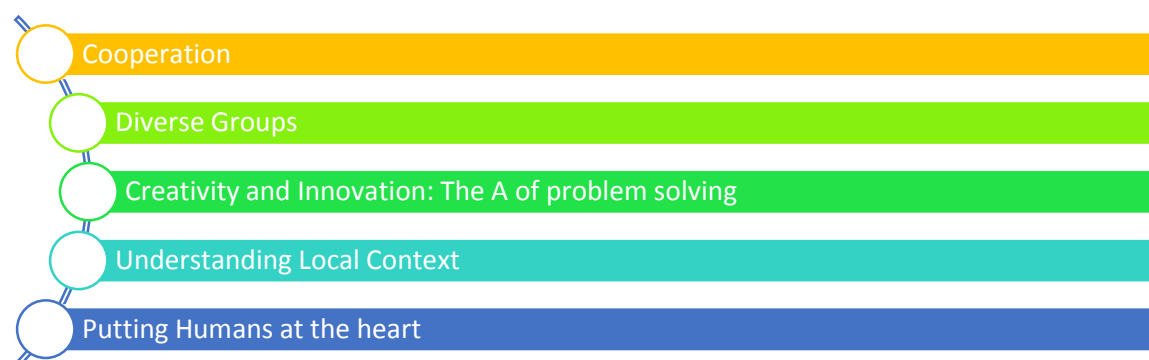 Cooperation
Diverse Groups
Creativity and Innovation: The A of problem solving
Understanding Local Context
Putting Humans at the heart